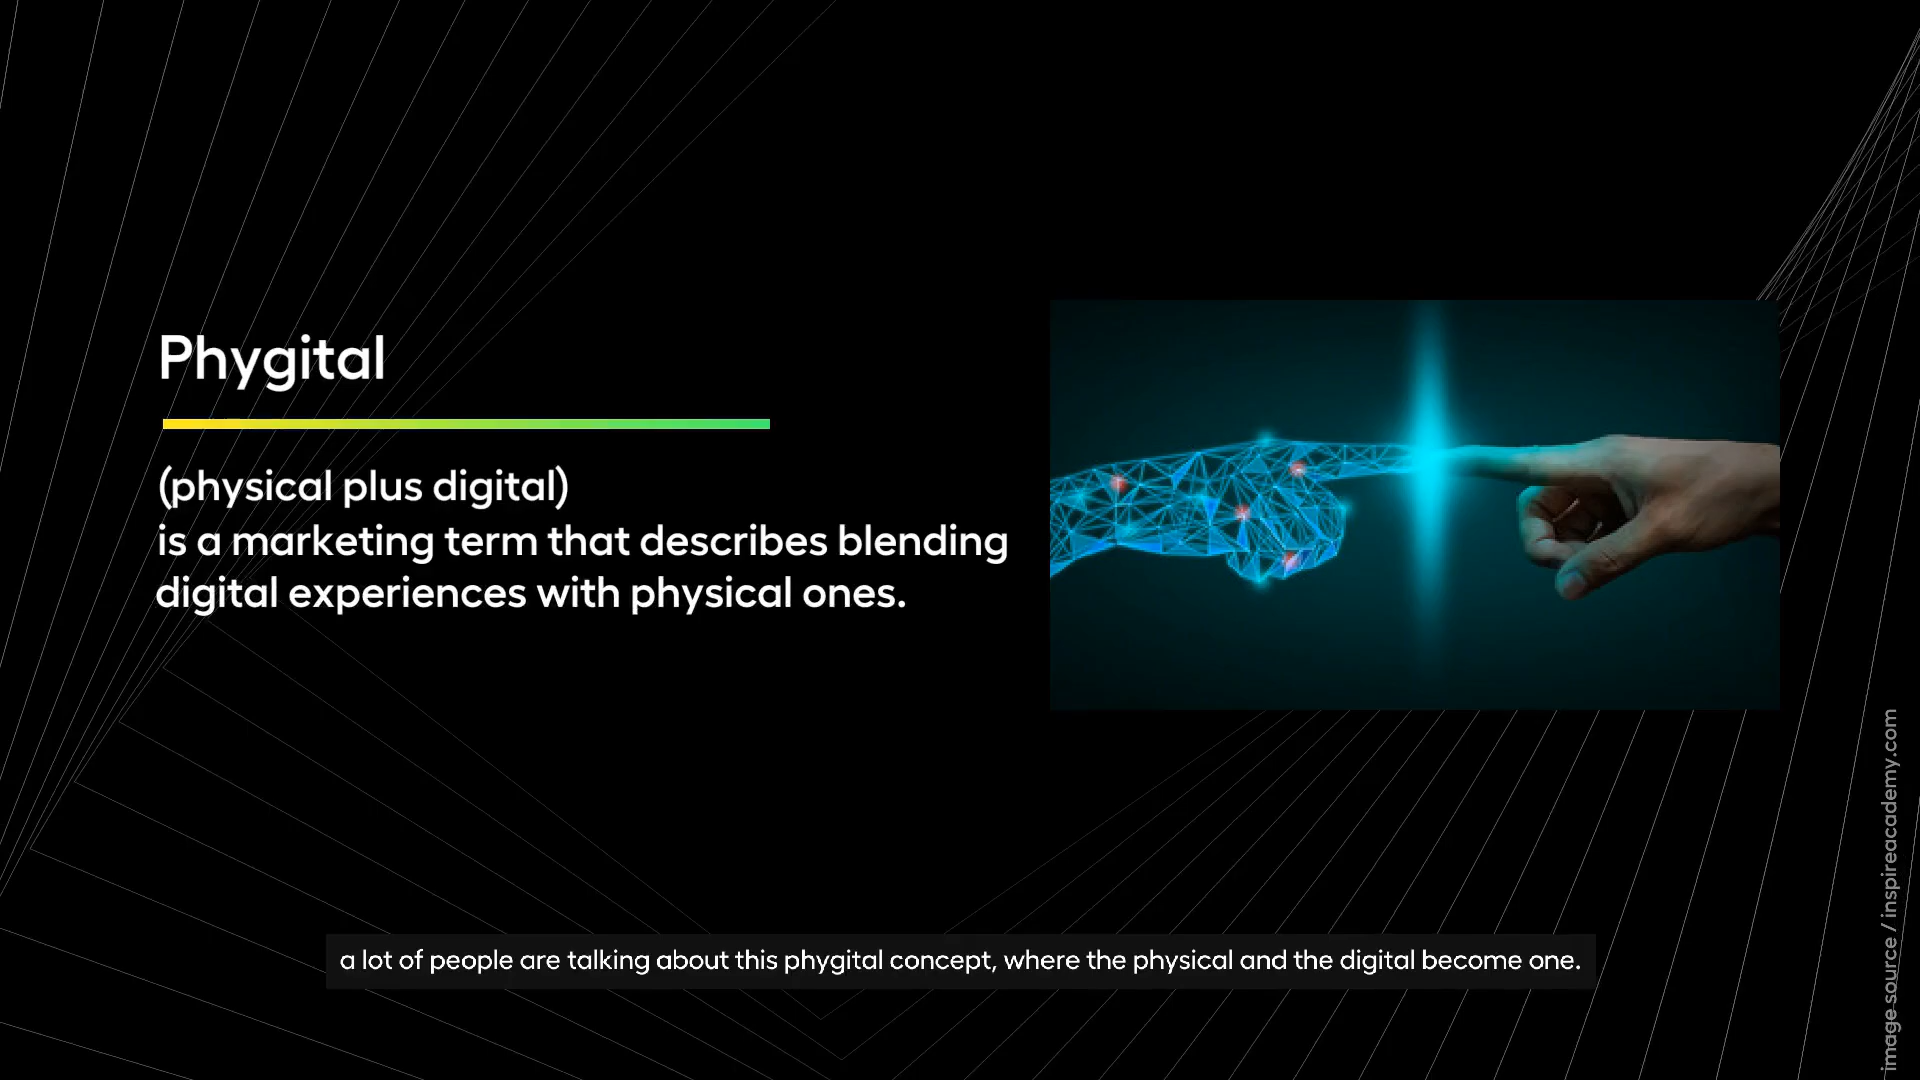 Phygital
(physical plus digital)
is a marketing term that describes blending
digital experiences with physical ones.
a lot of people are talking about this phygital concept, where the physical and the digital become one.
image source / inspireacademy.com